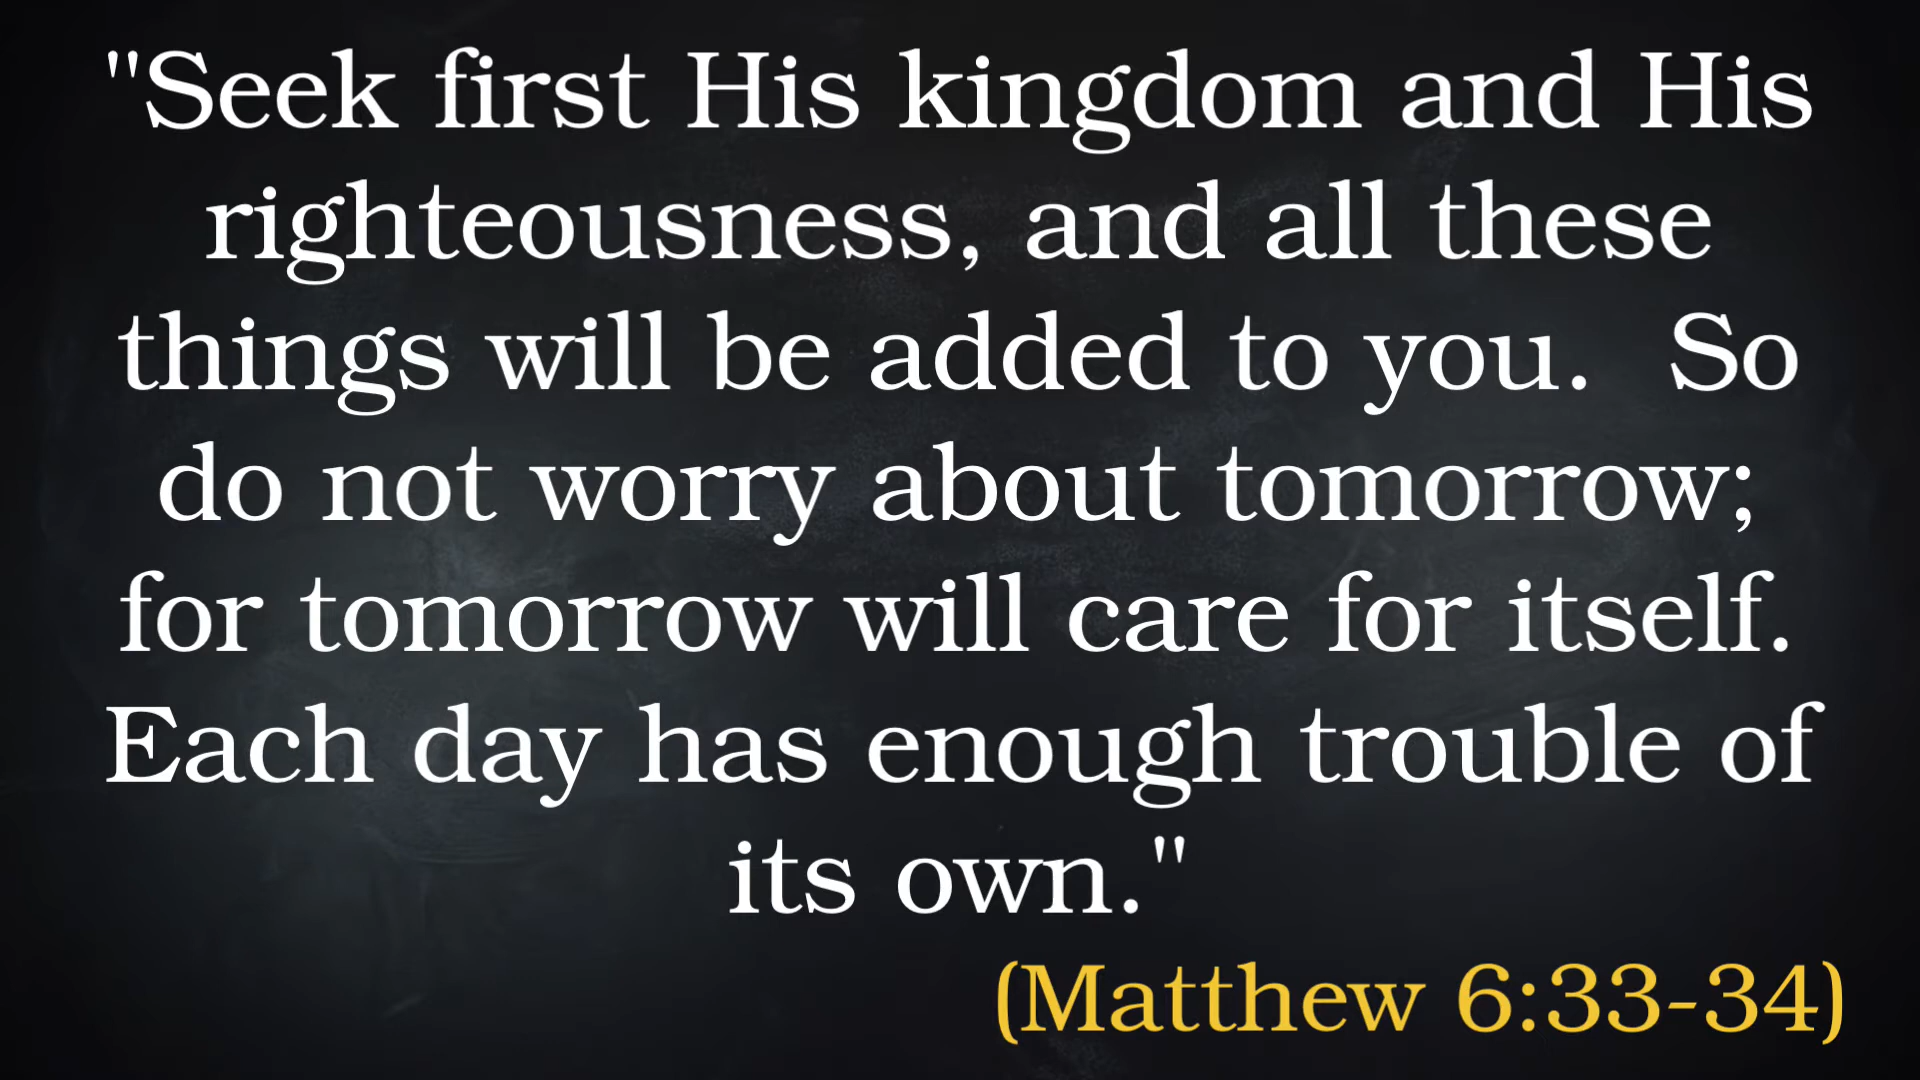 "Seek first His kingdom and His
righteousness, and all these
things will be added to you.  So
do not worry about tomorrow;
for tomorrow will care for itself.
Each day has enough trouble of
its own."
(Matthew 6:33-34)